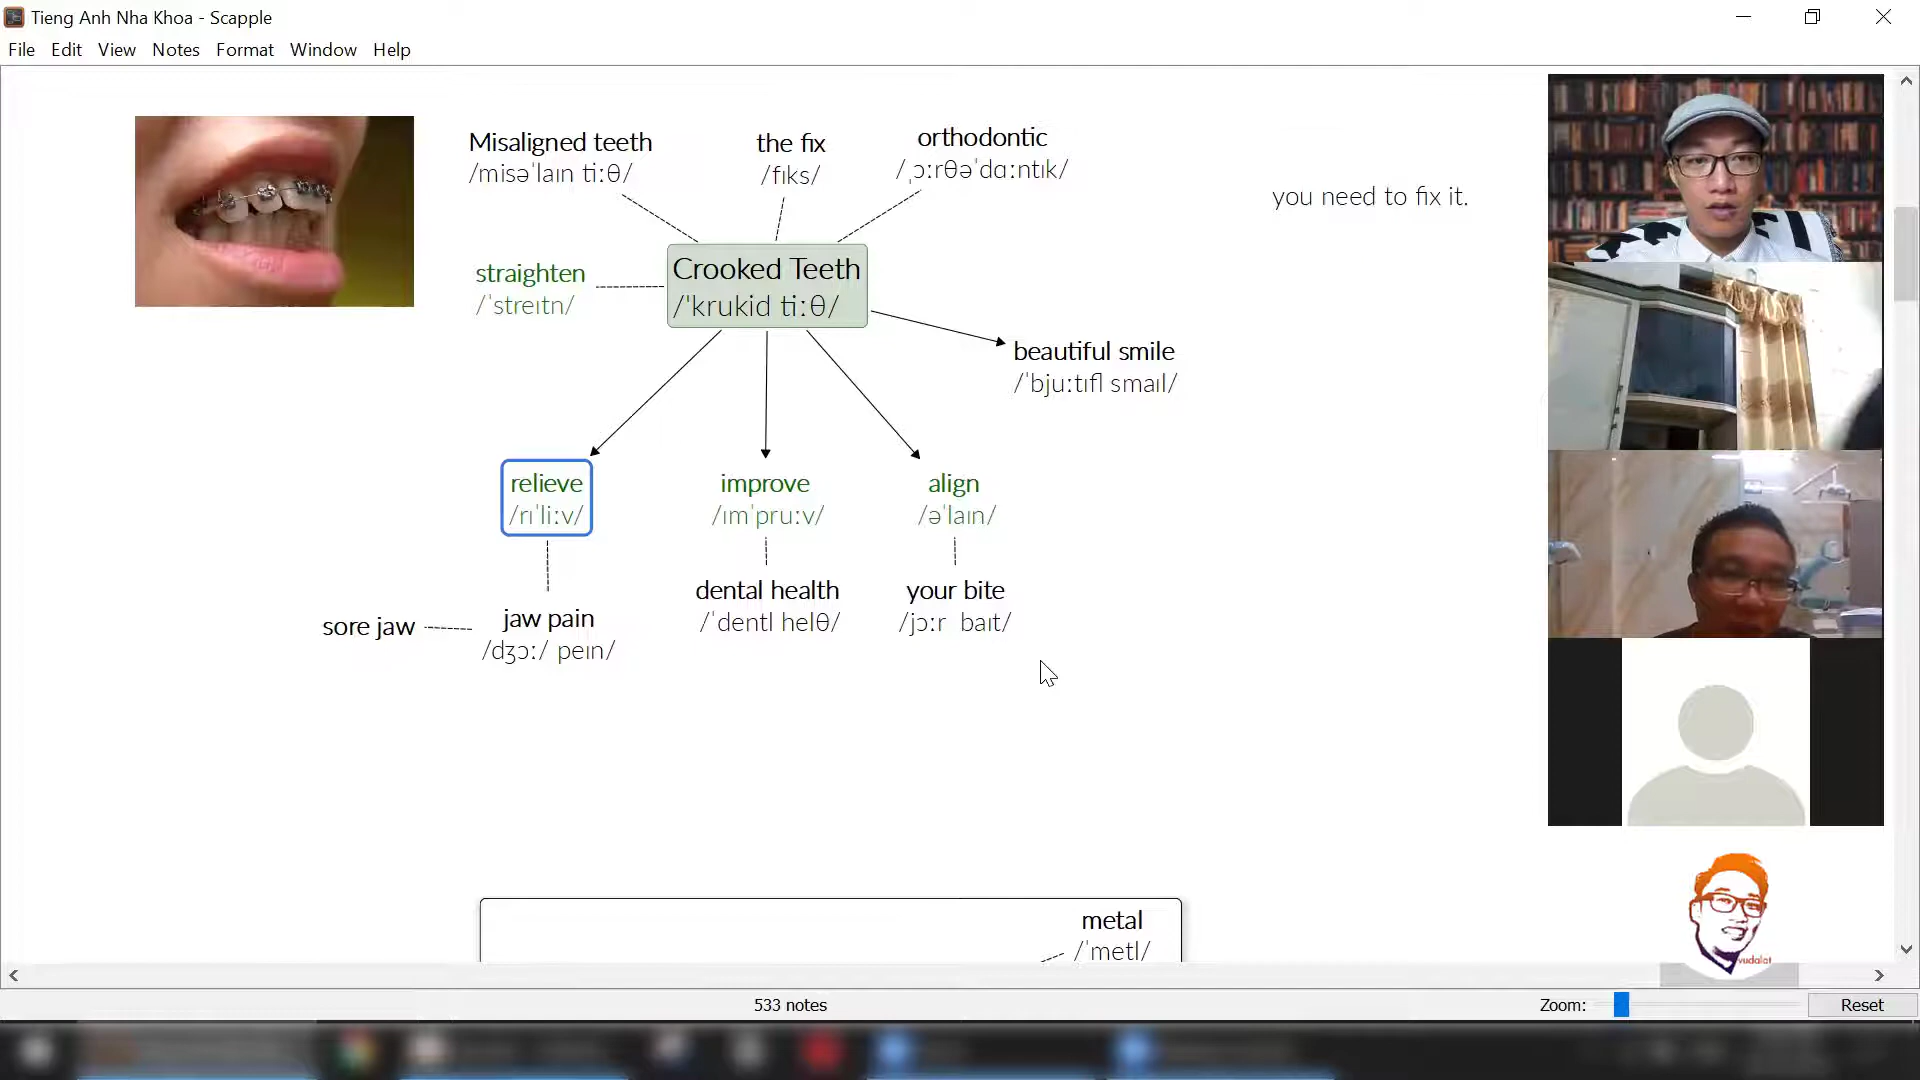 Tieng Anh Nha Khoa - Scapple
File Edit View Notes Format Window Help
Misaligned teeth
/misəˈlaɪn tiːθ/
the fix
/fɪks/
orthodontic
/ˌɔːrθəˈdɑːntɪk/
you need to fix it.
straighten
/ˈstreɪtn/
Crooked Teeth
/ˈkrukid tiːθ/
beautiful smile
/ˈbjuːtɪfl smaɪl/
relieve
/rɪˈliːv/
improve
/ɪmˈpruːv/
align
/əˈlaɪn/
sore jaw
jaw pain
/dʒɔː/ peɪn/
dental health
/ˈdentl helθ/
your bite
/jɔːr baɪt/
metal
/ˈmetl/
vudalat
533 notes
Zoom:
Reset